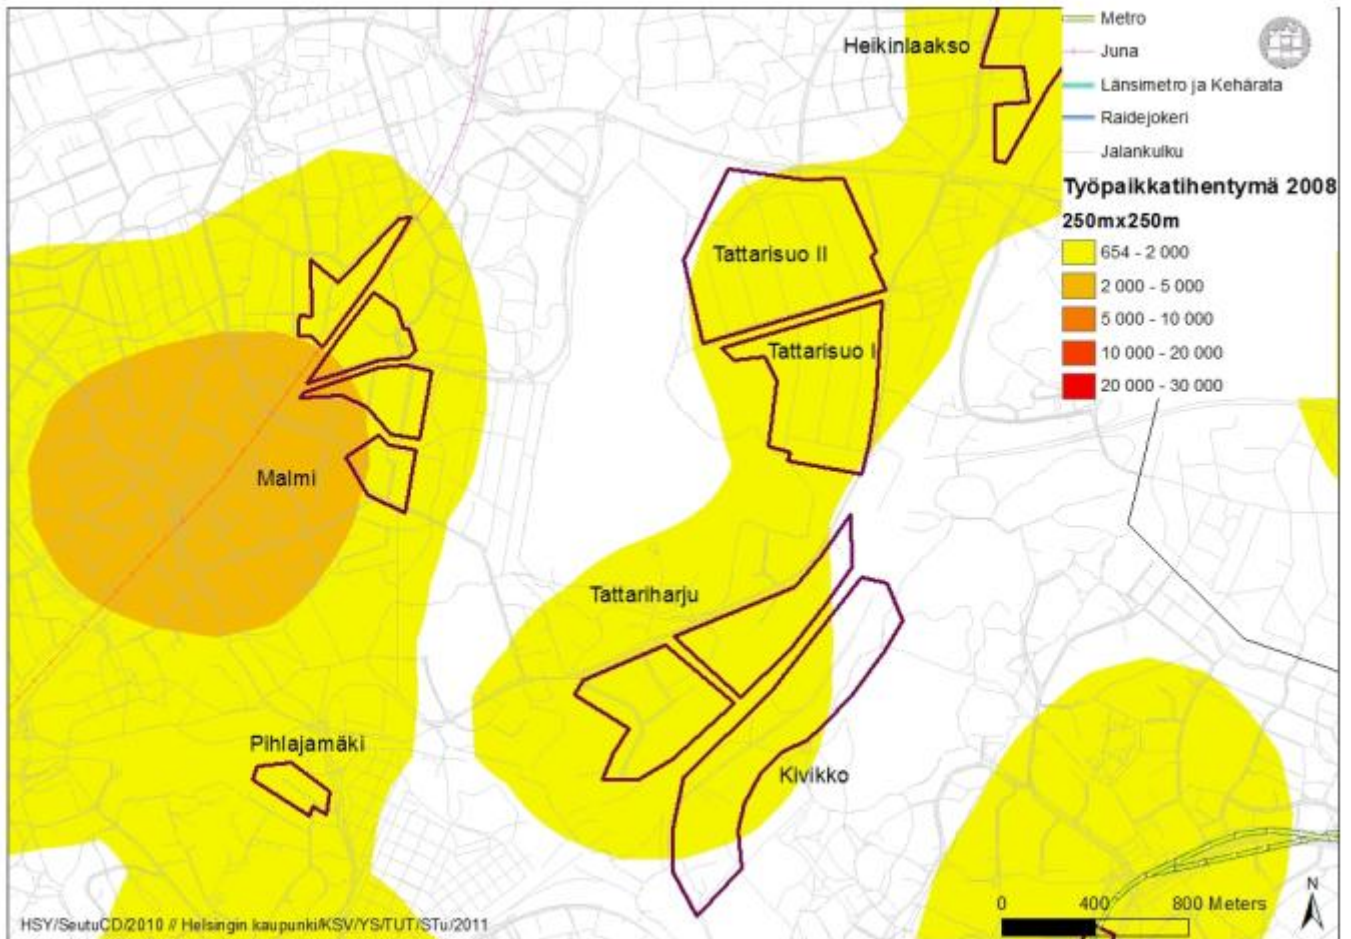 Metro
Juna
Länsimetro ja Kehärata
Raidejokeri
Jalankulku
Työpaikkatihentymä 2008
250mx250m
654 - 2 000
2 000 - 5 000
5 000 - 10 000
10 000 - 20 000
20 000 - 30 000
Heikinlaakso
Tattarisuo II
Tattarisuo I
Malmi
Tattariharju
Pihlajamäki
Kivikko
0 400 800 Meters
N
HSY/SeutuCD/2010 // Helsingin kaupunki/KSV/YS/TUT/STu/2011